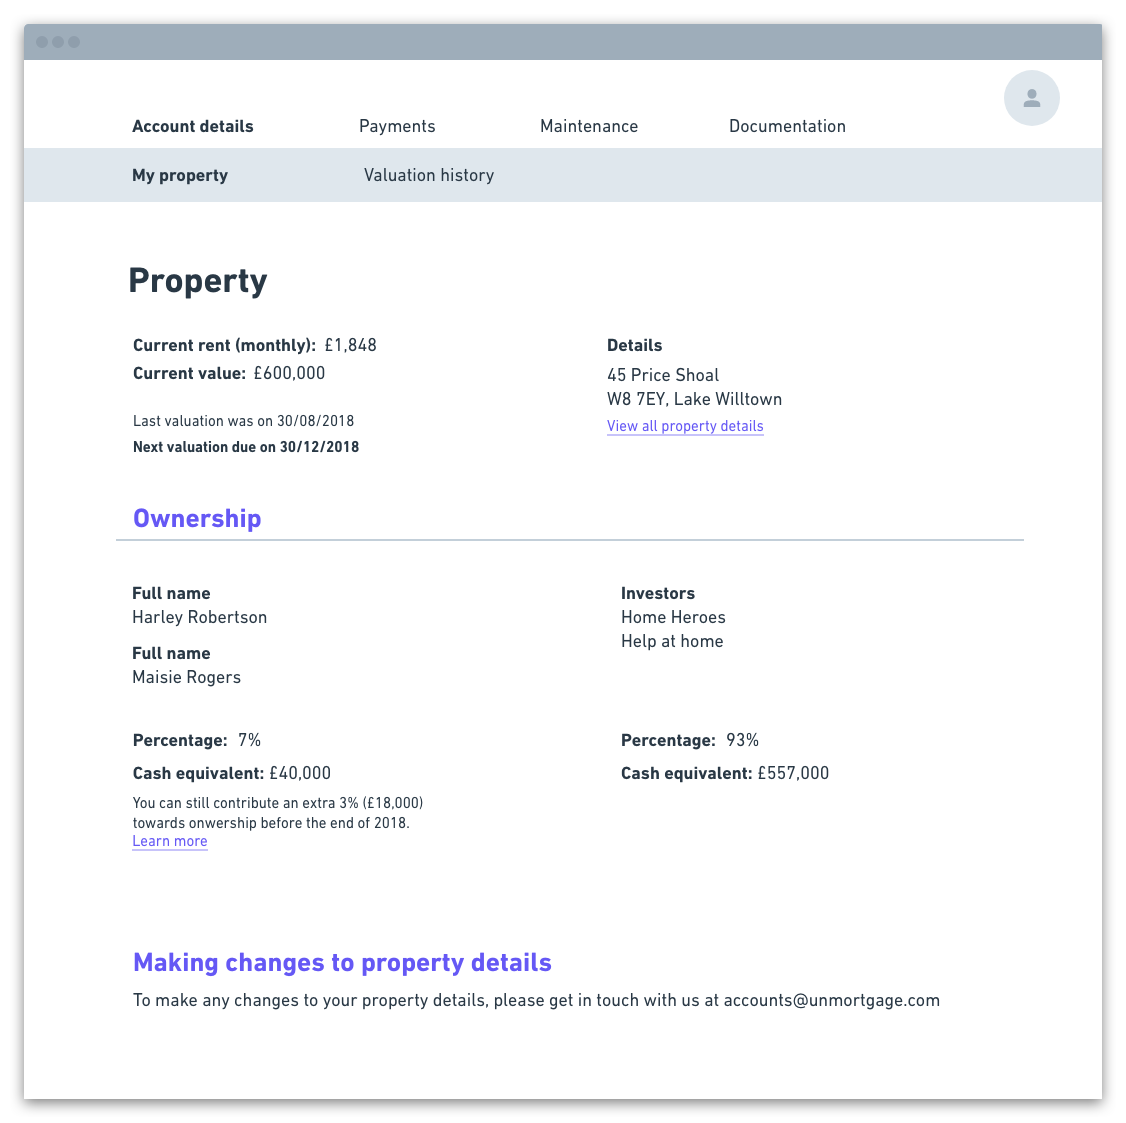 Account details Payments Maintenance Documentation
My property Valuation history
Property
Current rent (monthly): £1,848
Current value: £600,000
Last valuation was on 30/08/2018
Next valuation due on 30/12/2018
Details
45 Price Shoal
W8 7EY, Lake Willtown
View all property details
Ownership
Full name
Harley Robertson
Full name
Maisie Rogers
Investors
Home Heroes
Help at home
Percentage: 7%
Cash equivalent: £40,000
You can still contribute an extra 3% (£18,000)
towards onwership before the end of 2018.
Learn more
Percentage: 93%
Cash equivalent: £557,000
Making changes to property details
To make any changes to your property details, please get in touch with us at accounts@unmortgage.com